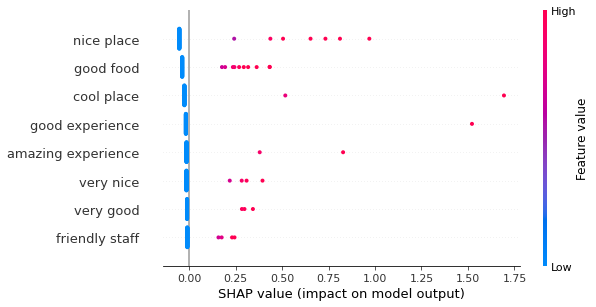 nice place
good food
cool place
good experience
amazing experience
very nice
very good
friendly staff
0.00 0.25 0.50 0.75 1.00 1.25 1.50 1.75
SHAP value (impact on model output)
High
Feature value
Low